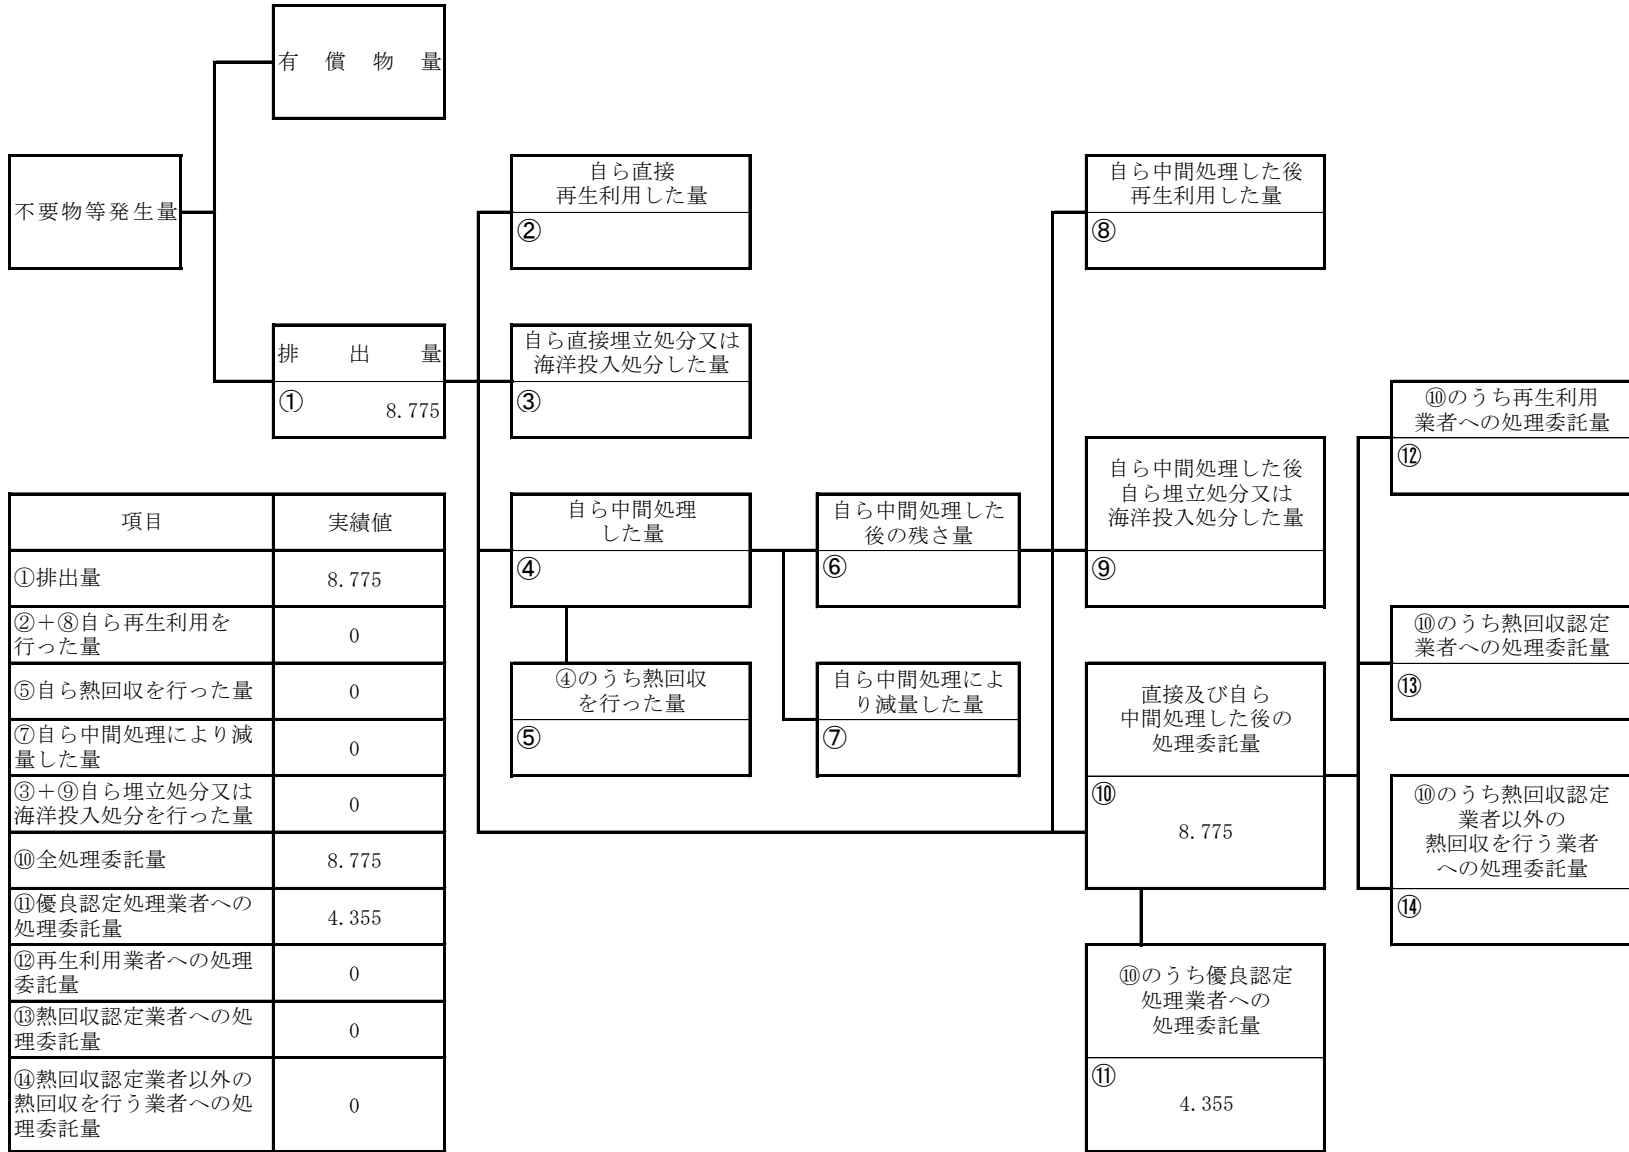 有償物量
不要物等発生量
排出量
①
8.775
自ら直接
再生利用した量
②
自ら直接埋立処分又は
海洋投入処分した量
③
自ら中間処理
した量
④
④のうち熱回収
を行った量
⑤
自ら中間処理した
後の残さ量
⑥
自ら中間処理によ
り減量した量
⑦
自ら中間処理した後
再生利用した量
⑧
自ら中間処理した後
自ら埋立処分又は
海洋投入処分した量
⑨
直接及び自ら
中間処理した後の
処理委託量
⑩
8.775
⑩のうち優良認定
処理業者への
処理委託量
⑪
4.355
⑩のうち再生利用
業者への処理委託量
⑫
⑩のうち熱回収認定
業者への処理委託量
⑬
⑩のうち熱回収認定
業者以外の
熱回収を行う業者
への処理委託量
⑭
項目 実績値
①排出量 8.775
②+⑧自ら再生利用を
行った量 0
⑤自ら熱回収を行った量 0
⑦自ら中間処理により減
量した量 0
③+⑨自ら埋立処分又は
海洋投入処分を行った量 0
⑩全処理委託量 8.775
⑪優良認定処理業者への
処理委託量 4.355
⑫再生利用業者への処理
委託量 0
⑬熱回収認定業者への処
理委託量 0
⑭熱回収認定業者以外の
熱回収を行う業者への処
理委託量 0